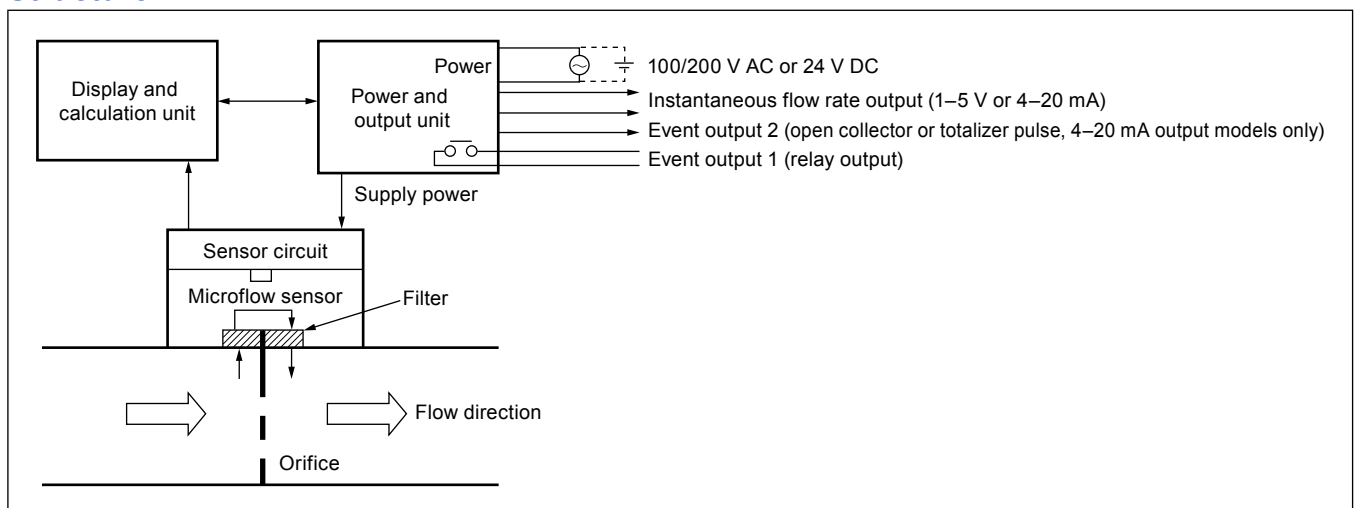 Display and
calculation unit
Power
Power and
output unit
100/200 V AC or 24 V DC
Instantaneous flow rate output (1–5 V or 4–20 mA)
Event output 2 (open collector or totalizer pulse, 4–20 mA output models only)
Event output 1 (relay output)
Supply power
Sensor circuit
Microflow sensor
Filter
Flow direction
Orifice